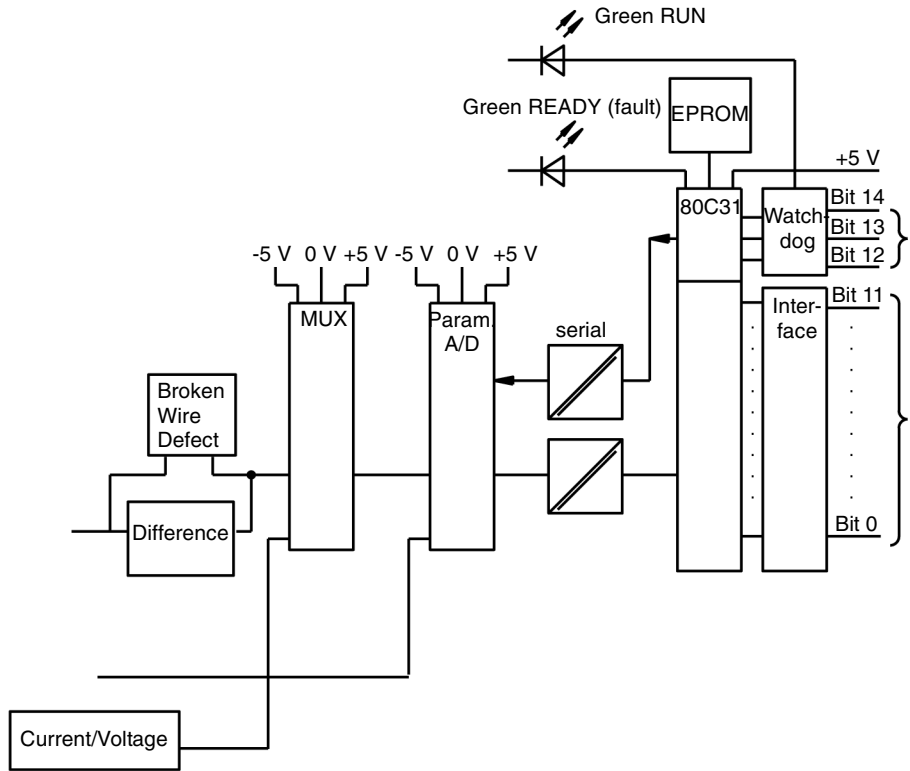 Green RUN
Green READY (fault)
EPROM
+5 V
80C31
Watch-
dog
Bit 14
Bit 13
Bit 12
-5 V
0 V
+5 V
-5 V
0 V
+5 V
MUX
Param.
A/D
serial
Inter-
face
Bit 11
Bit 0
Broken
Wire
Defect
Difference
Current/Voltage